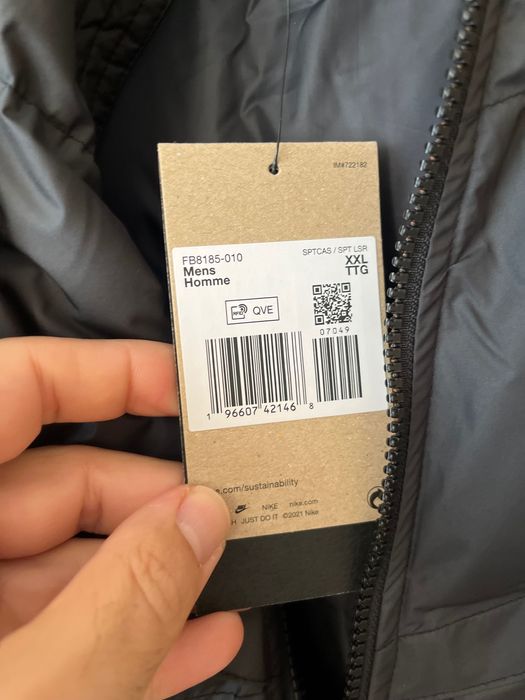 IM#722182
FB8185-010
SPTCAS / SPT LSR
Mens
XXL
Homme
TTG
RFID QVE
07049
1 96607 42146 8
.com/sustainability
NIKE nike.com
JUST DO IT ©2021 Nike